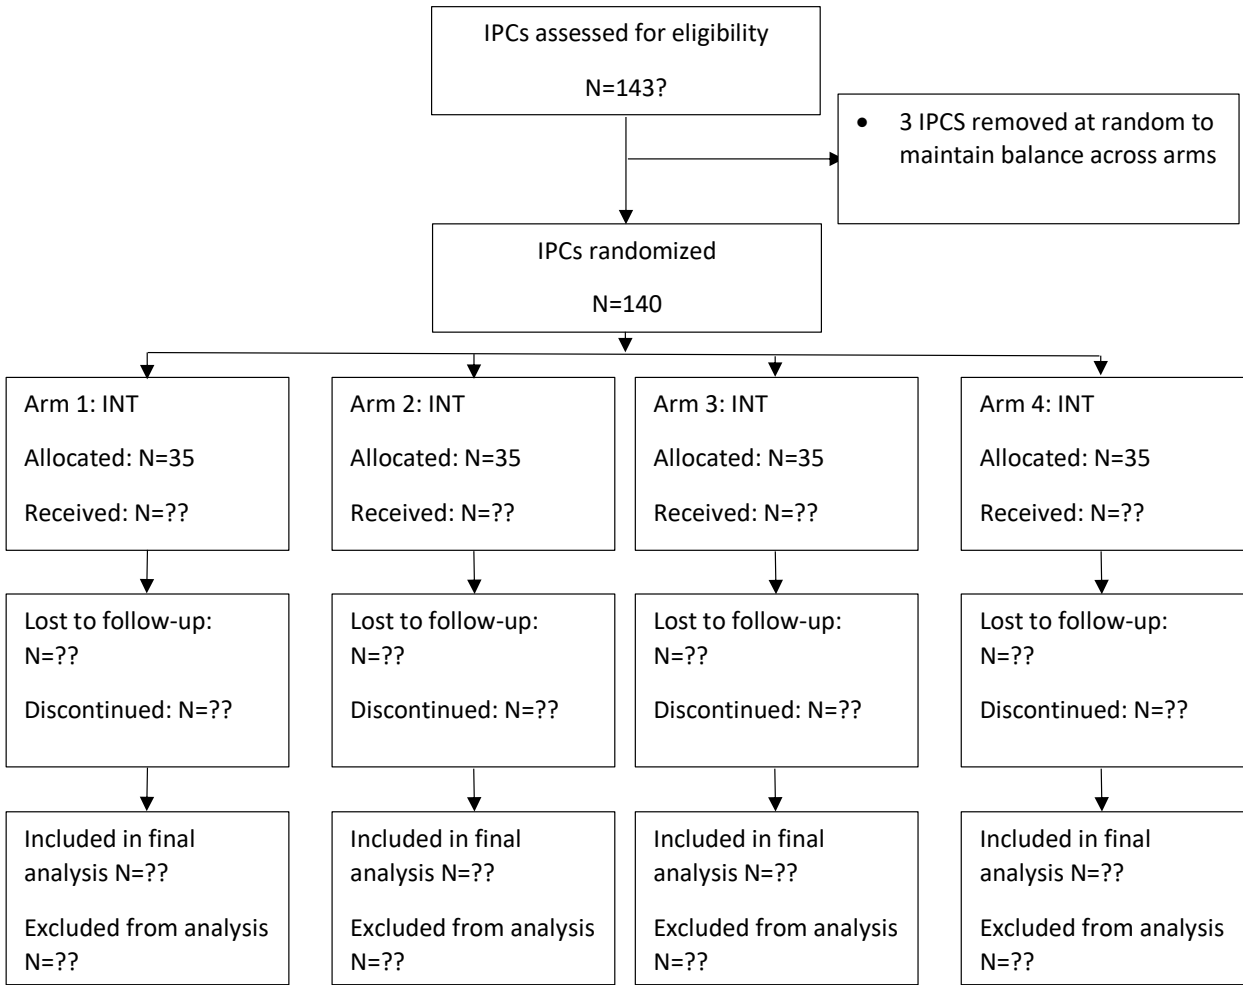 IPCs assessed for eligibility
N=143?
• 3 IPCS removed at random to
maintain balance across arms
IPCs randomized
N=140
Arm 1: INT
Allocated: N=35
Received: N=??
Arm 2: INT
Allocated: N=35
Received: N=??
Arm 3: INT
Allocated: N=35
Received: N=??
Arm 4: INT
Allocated: N=35
Received: N=??
Lost to follow-up:
N=??
Discontinued: N=??
Lost to follow-up:
N=??
Discontinued: N=??
Lost to follow-up:
N=??
Discontinued: N=??
Lost to follow-up:
N=??
Discontinued: N=??
Included in final
analysis N=??
Excluded from analysis
N=??
Included in final
analysis N=??
Excluded from analysis
N=??
Included in final
analysis N=??
Excluded from analysis
N=??
Included in final
analysis N=??
Excluded from analysis
N=??